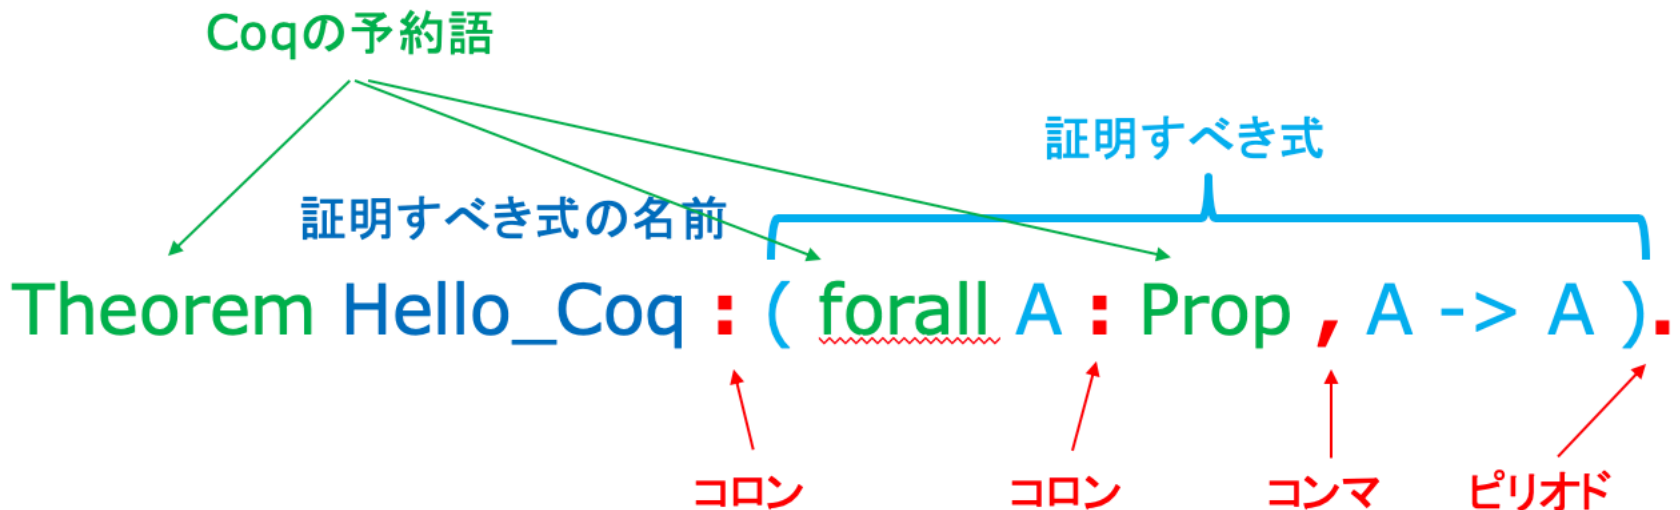 Coqの予約語
証明すべき式
証明すべき式の名前
Theorem Hello_Coq : ( forall A : Prop , A -> A ).
コロン コロン コンマ ピリオド